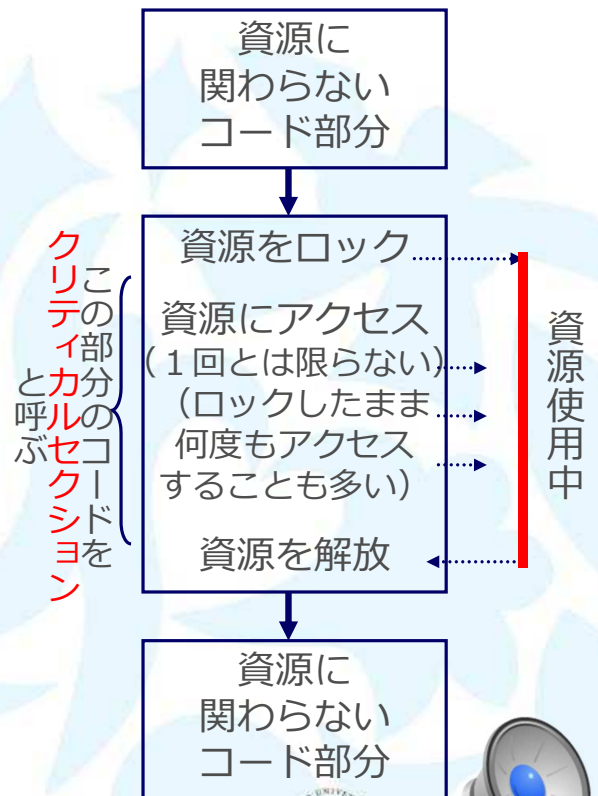 資源に
関わらない
コード部分
資源をロック
資源にアクセス
（１回とは限らない）
（ロックしたまま
何度もアクセス
することも多い）
資源を解放
この部分のコードを
クリティカルセクション
と呼ぶ
資源使用中
資源に
関わらない
コード部分